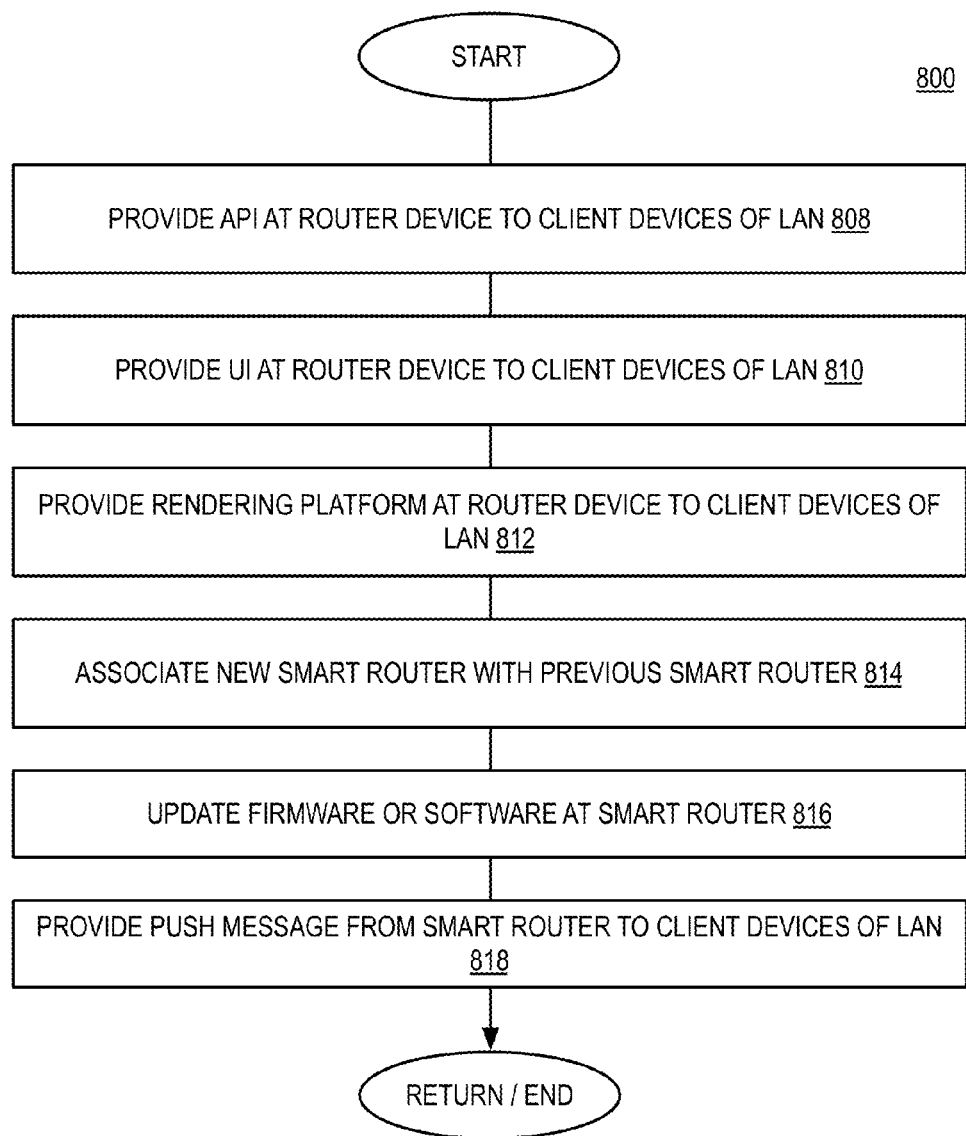 START
800
PROVIDE API AT ROUTER DEVICE TO CLIENT DEVICES OF LAN 808
PROVIDE UI AT ROUTER DEVICE TO CLIENT DEVICES OF LAN 810
PROVIDE RENDERING PLATFORM AT ROUTER DEVICE TO CLIENT DEVICES OF
LAN 812
ASSOCIATE NEW SMART ROUTER WITH PREVIOUS SMART ROUTER 814
UPDATE FIRMWARE OR SOFTWARE AT SMART ROUTER 816
PROVIDE PUSH MESSAGE FROM SMART ROUTER TO CLIENT DEVICES OF LAN
818
RETURN / END